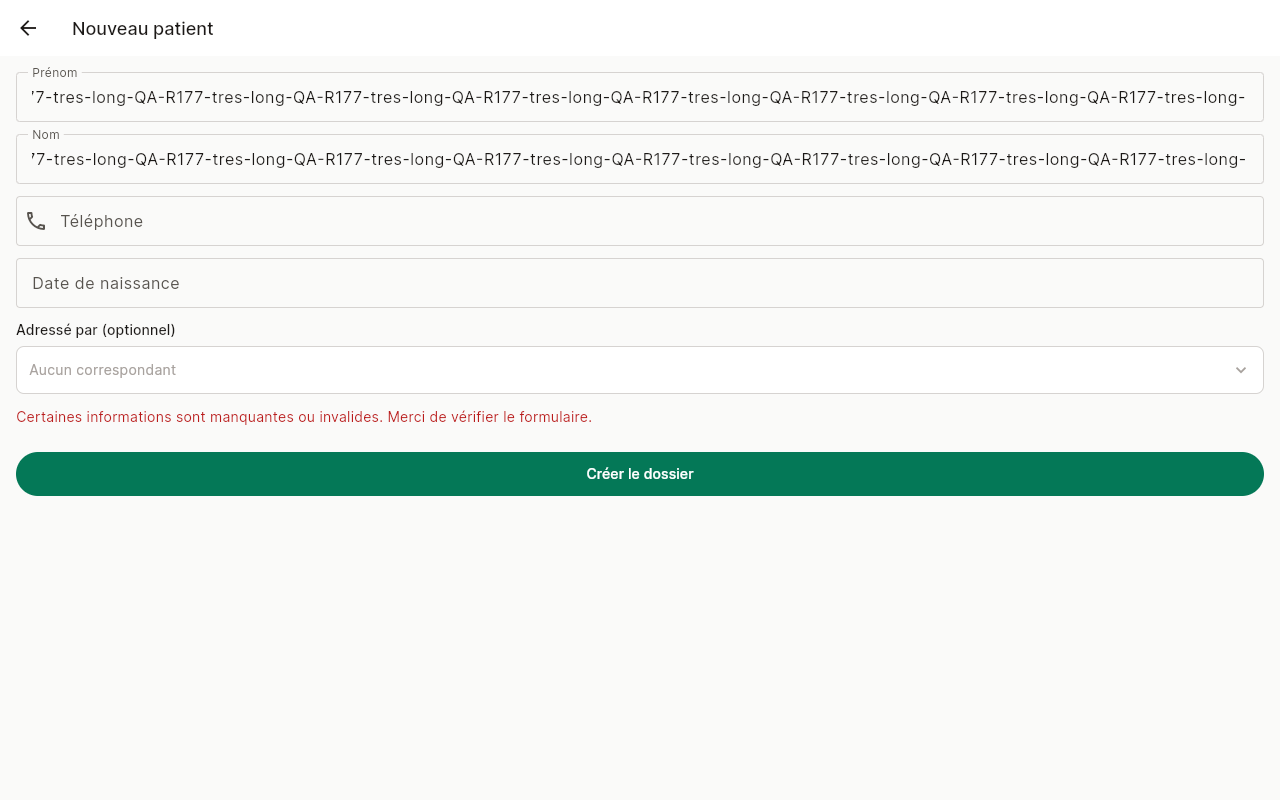 Nouveau patient
Prénom
77-tres-long-QA-R177-tres-long-QA-R177-tres-long-QA-R177-tres-long-QA-R177-tres-long-QA-R177-tres-long-QA-R177-tres-long-QA-R177-tres-long-
Nom
77-tres-long-QA-R177-tres-long-QA-R177-tres-long-QA-R177-tres-long-QA-R177-tres-long-QA-R177-tres-long-QA-R177-tres-long-QA-R177-tres-long-
Téléphone
Date de naissance
Adressé par (optionnel)
Aucun correspondant
Certaines informations sont manquantes ou invalides. Merci de vérifier le formulaire.
Créer le dossier